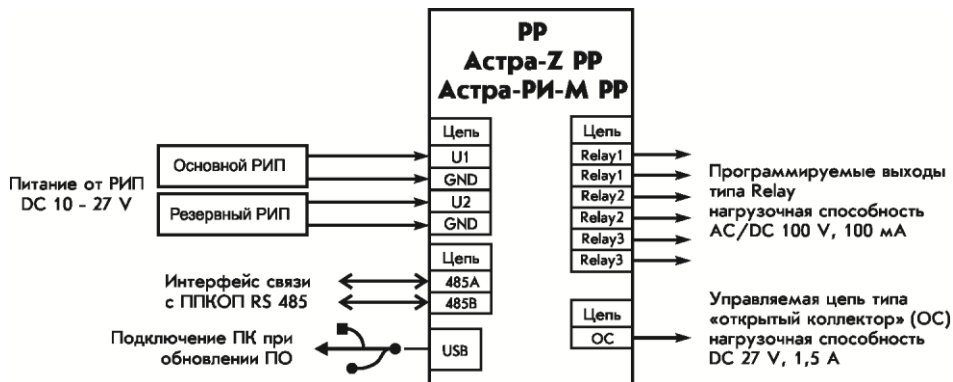 РР
Астра-Z РР
Астра-РИ-М РР
Питание от РИП
DC 10 - 27 V
Основной РИП
Резервный РИП
Цепь
U1
GND
U2
GND
Интерфейс связи
с ППКОП RS 485
Цепь
485A
485B
Подключение ПК при
обновлении ПО
USB
Цепь
Relay1
Relay1
Relay2
Relay2
Relay3
Relay3
Программируемые выходы
типа Relay
нагрузочная способность
AC/DC 100 V, 100 мА
Цепь
ОС
Управляемая цепь типа
«открытый коллектор» (ОС)
нагрузочная способность
DC 27 V, 1,5 А